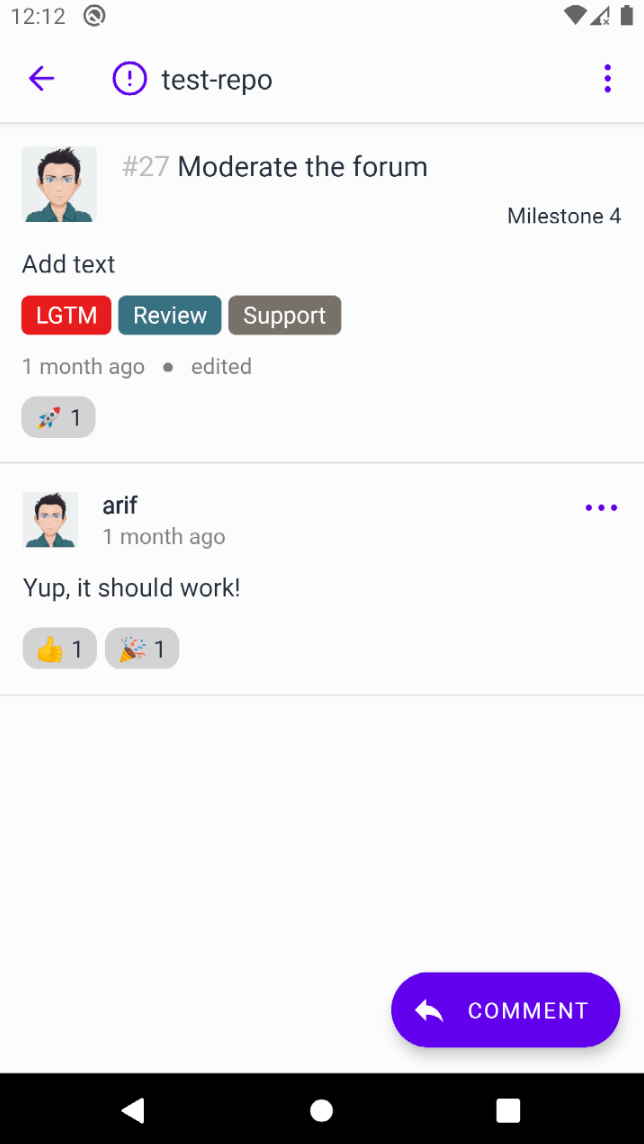 12:12
test-repo
#27 Moderate the forum
Milestone 4
Add text
LGTM Review Support
1 month ago ● edited
🚀 1
arif
1 month ago
Yup, it should work!
👍 1 🎉 1
COMMENT